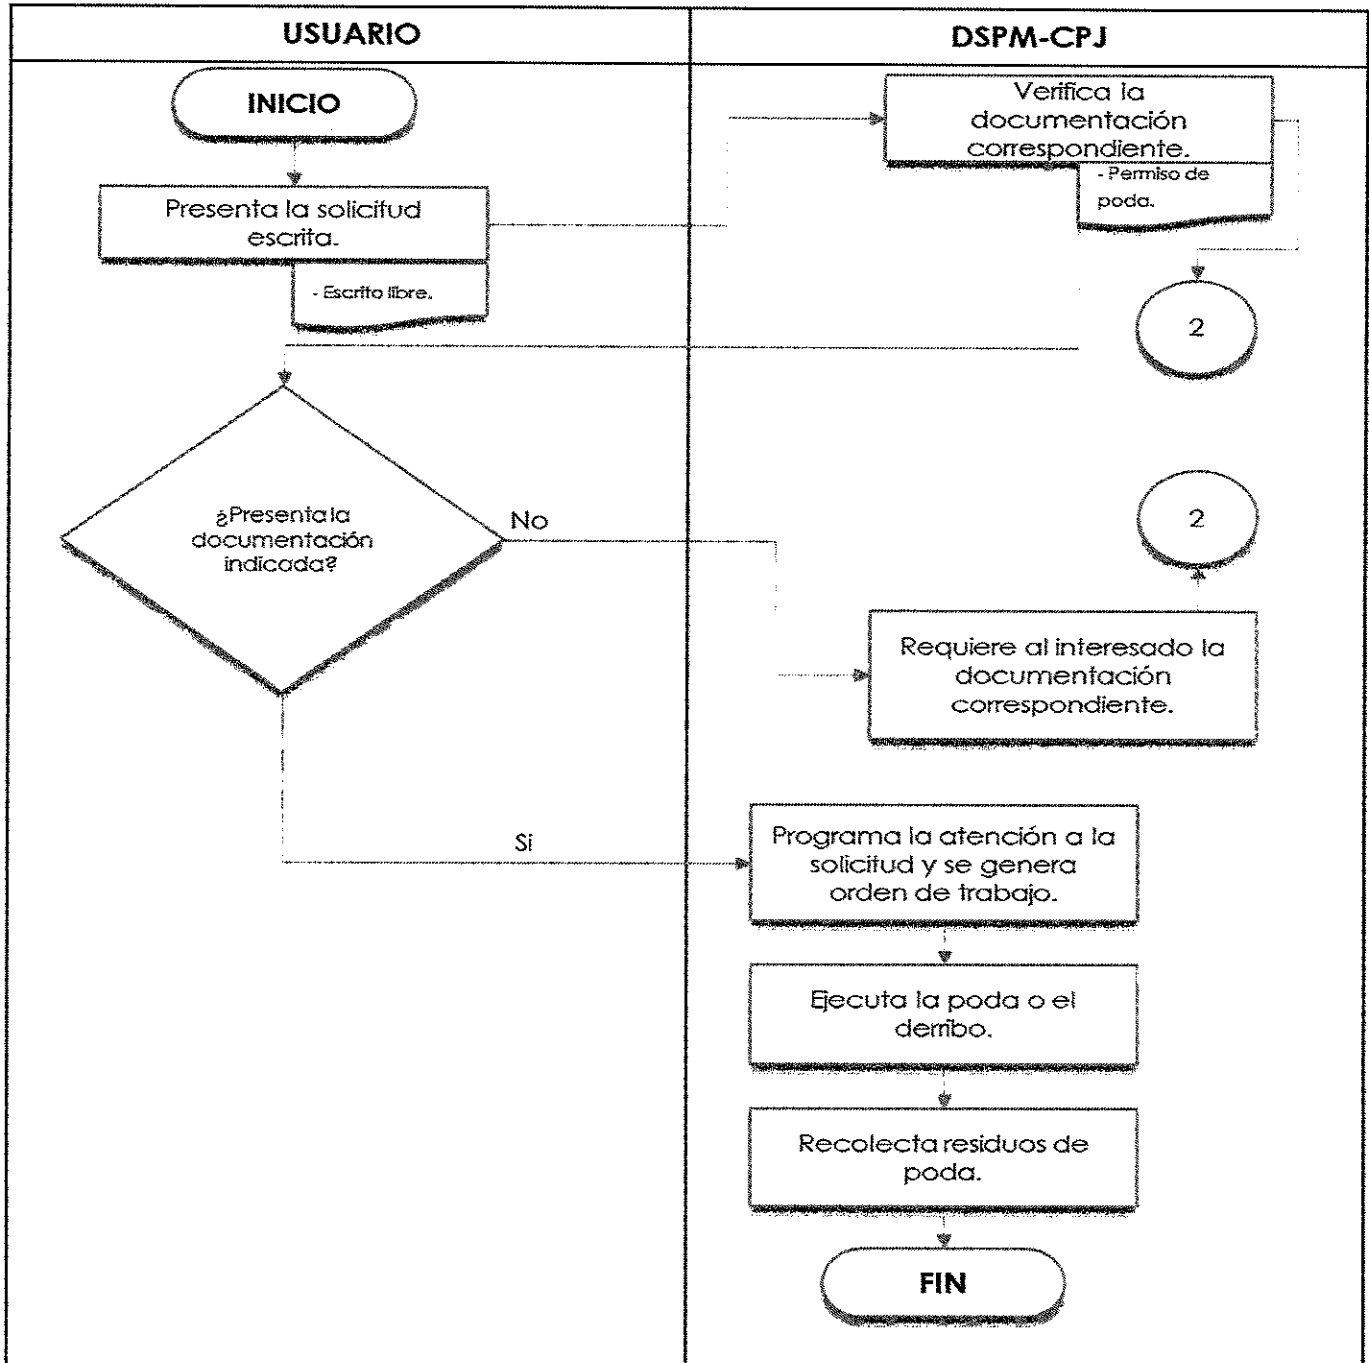 USUARIO
DSPM-CPJ
INICIO
Presenta la solicitud
escrita.
- Escrito libre.
Verifica la
documentación
correspondiente.
- Permiso de
poda.
2
¿Presenta la
documentación
indicada?
No
2
Requiere al interesado la
documentación
correspondiente.
Si
Programa la atención a la
solicitud y se genera
orden de trabajo.
Ejecuta la poda o el
derribo.
Recolecta residuos de
poda.
FIN